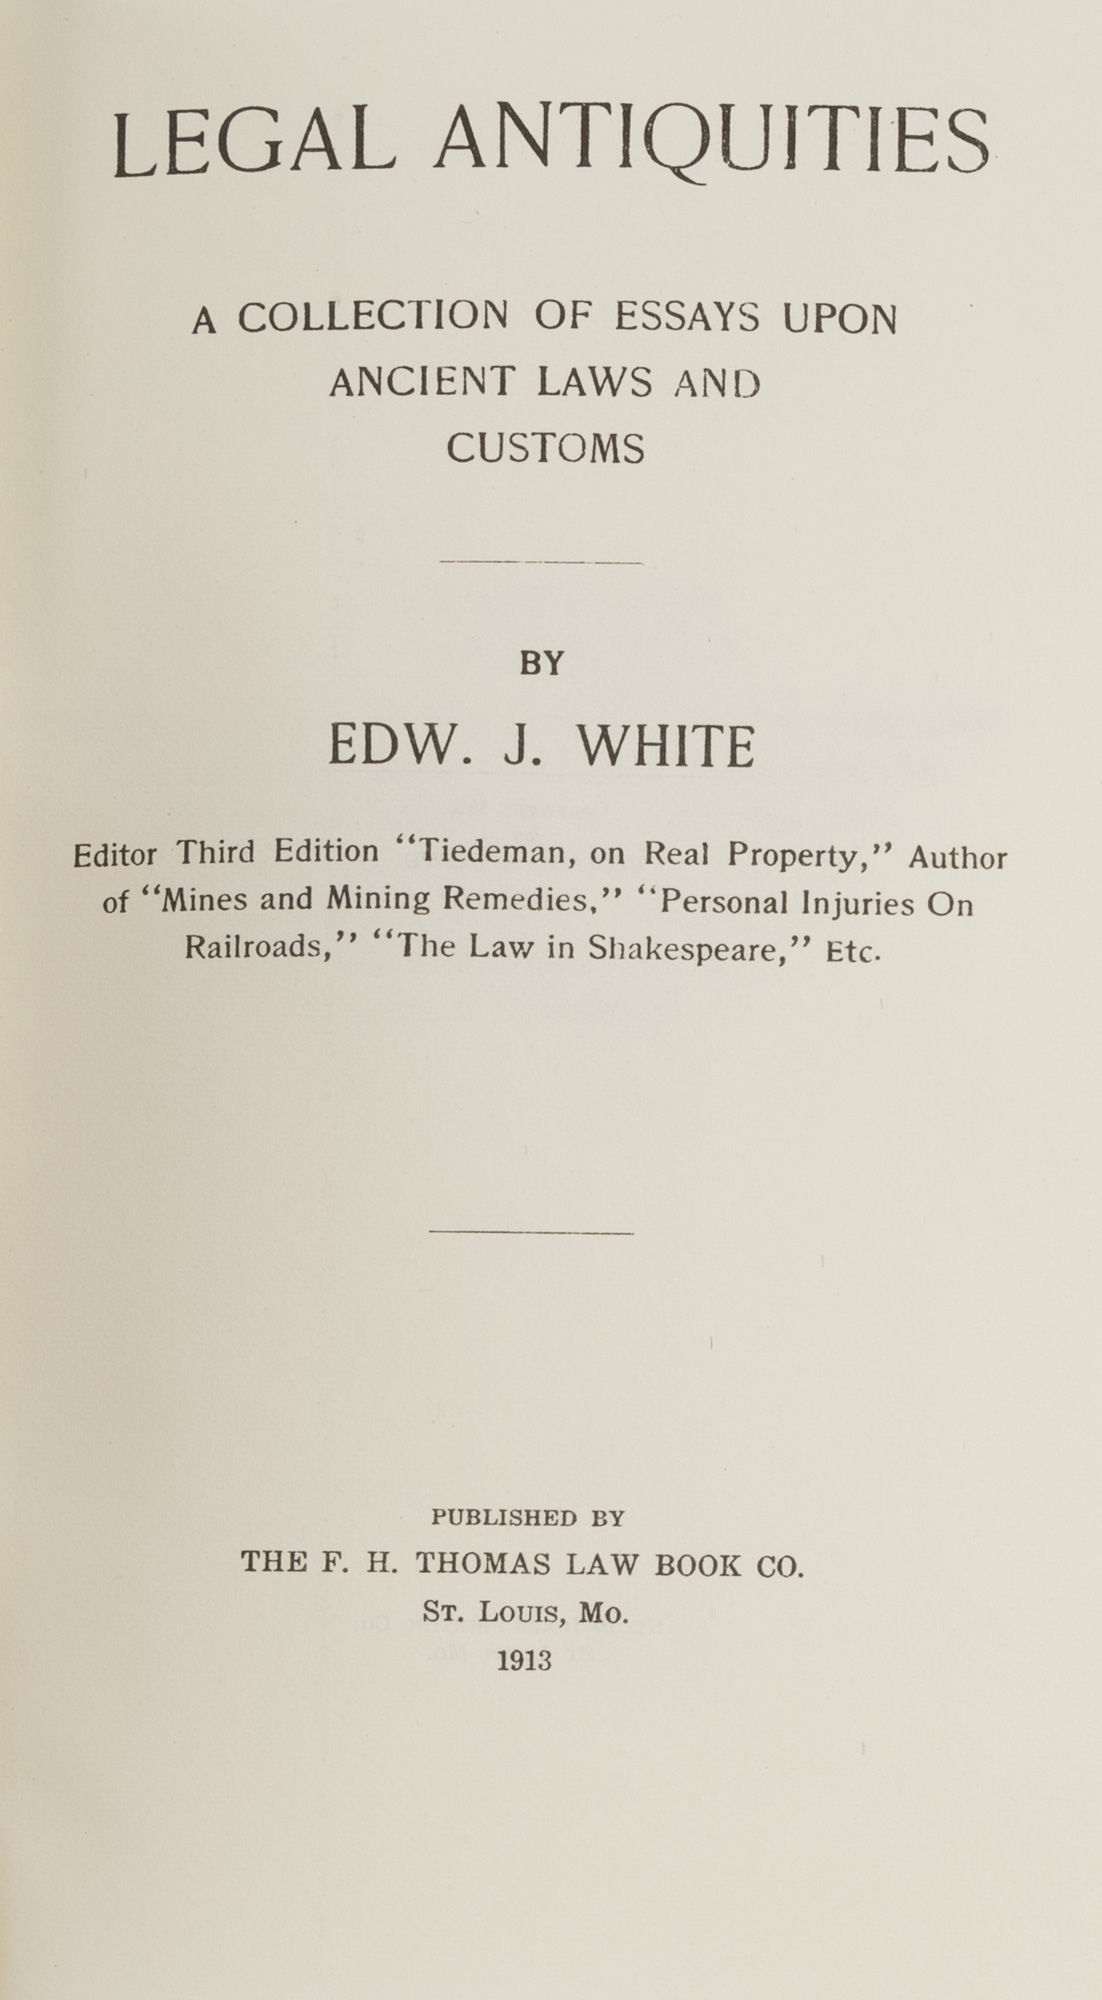 LEGAL ANTIQUITIES
A COLLECTION OF ESSAYS UPON
ANCIENT LAWS AND
CUSTOMS
BY
EDW. J. WHITE
Editor Third Edition “Tiedeman, on Real Property,” Author
of “Mines and Mining Remedies,” “Personal Injuries On
Railroads,” “The Law in Shakespeare,” Etc.
PUBLISHED BY
THE F. H. THOMAS LAW BOOK CO.
ST. LOUIS, MO.
1913